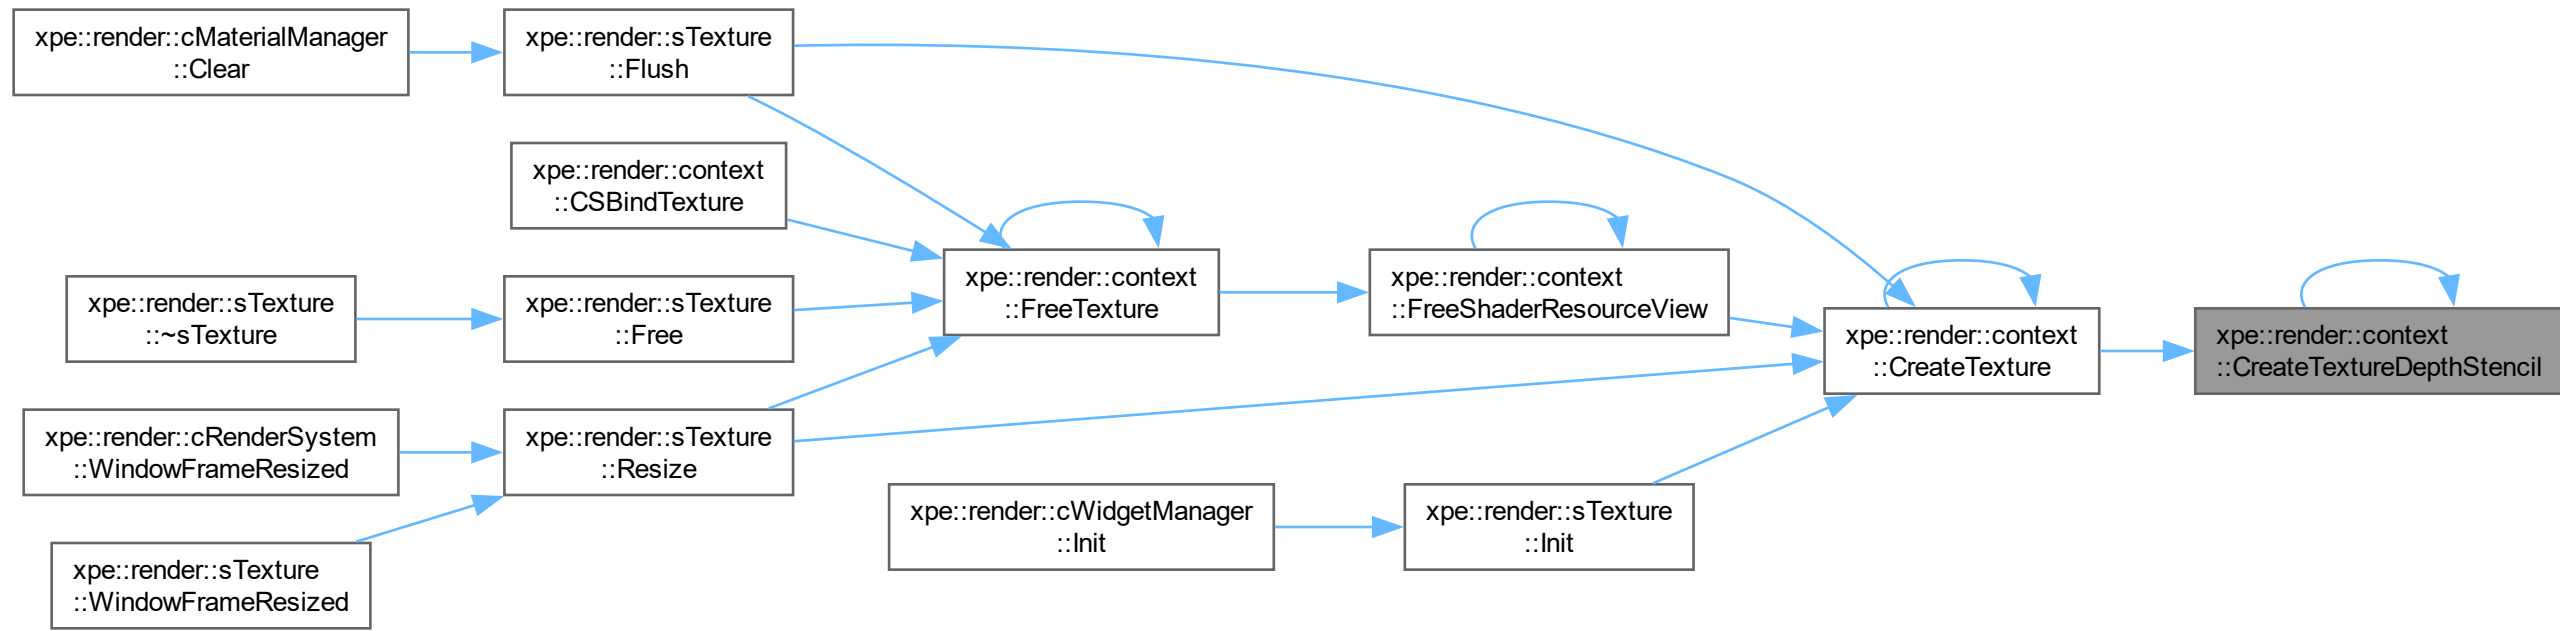 xpe::render::cMaterialManager
::Clear
xpe::render::sTexture
::Flush
xpe::render::context
::CSBindTexture
xpe::render::sTexture
::~sTexture
xpe::render::sTexture
::Free
xpe::render::context
::FreeTexture
xpe::render::context
::FreeShaderResourceView
xpe::render::context
::CreateTexture
xpe::render::context
::CreateTextureDepthStencil
xpe::render::cRenderSystem
::WindowFrameResized
xpe::render::sTexture
::Resize
xpe::render::cWidgetManager
::Init
xpe::render::sTexture
::Init
xpe::render::sTexture
::WindowFrameResized